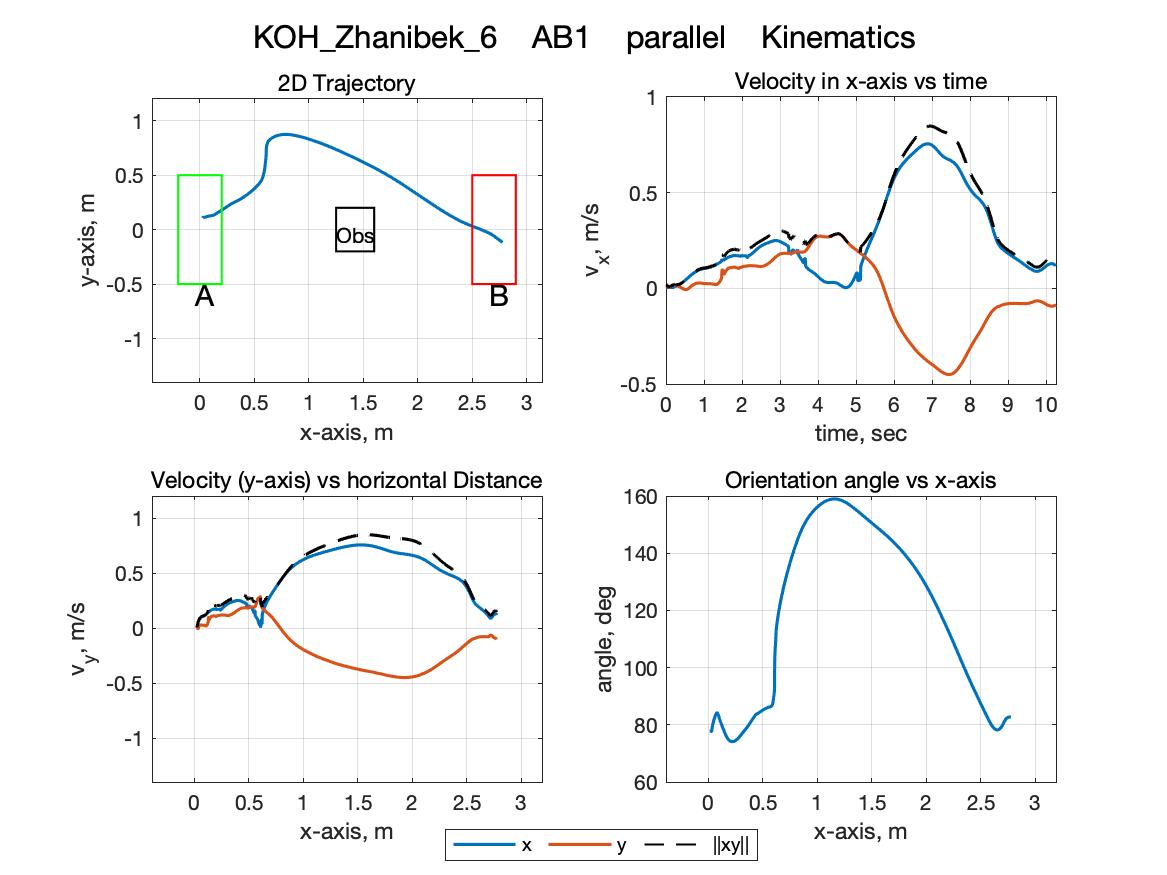 KOH_Zhanibek_6 AB1 parallel Kinematics
2D Trajectory
1
0.5
0
-0.5
-1
y-axis, m
Obs
A
B
0 0.5 1 1.5 2 2.5 3
x-axis, m
Velocity in x-axis vs time
1
0.5
0
-0.5
vx, m/s
0 1 2 3 4 5 6 7 8 9 10
time, sec
Velocity (y-axis) vs horizontal Distance
1
0.5
0
-0.5
-1
vy, m/s
0 0.5 1 1.5 2 2.5 3
x-axis, m
Orientation angle vs x-axis
160
140
120
100
80
60
angle, deg
0 0.5 1 1.5 2 2.5 3
x-axis, m
x y ||xy||